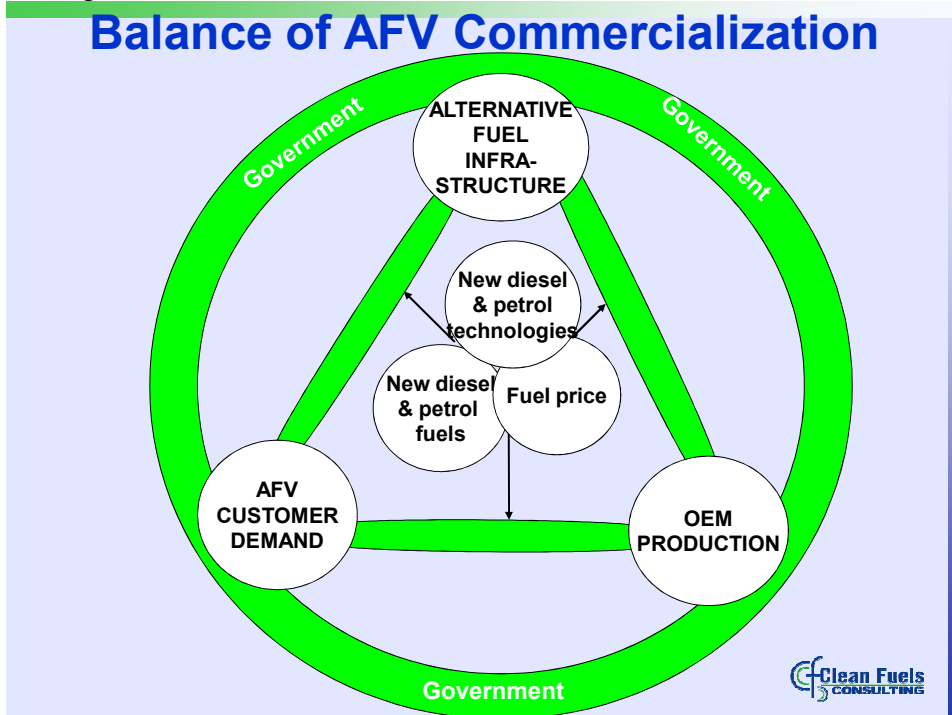 Balance of AFV Commercialization
Government
Government
ALTERNATIVE
FUEL
INFRA-
STRUCTURE
New diesel
& petrol
technologies
New diesel
& petrol
fuels
Fuel price
AFV
CUSTOMER
DEMAND
OEM
PRODUCTION
Government
Clean Fuels
CONSULTING